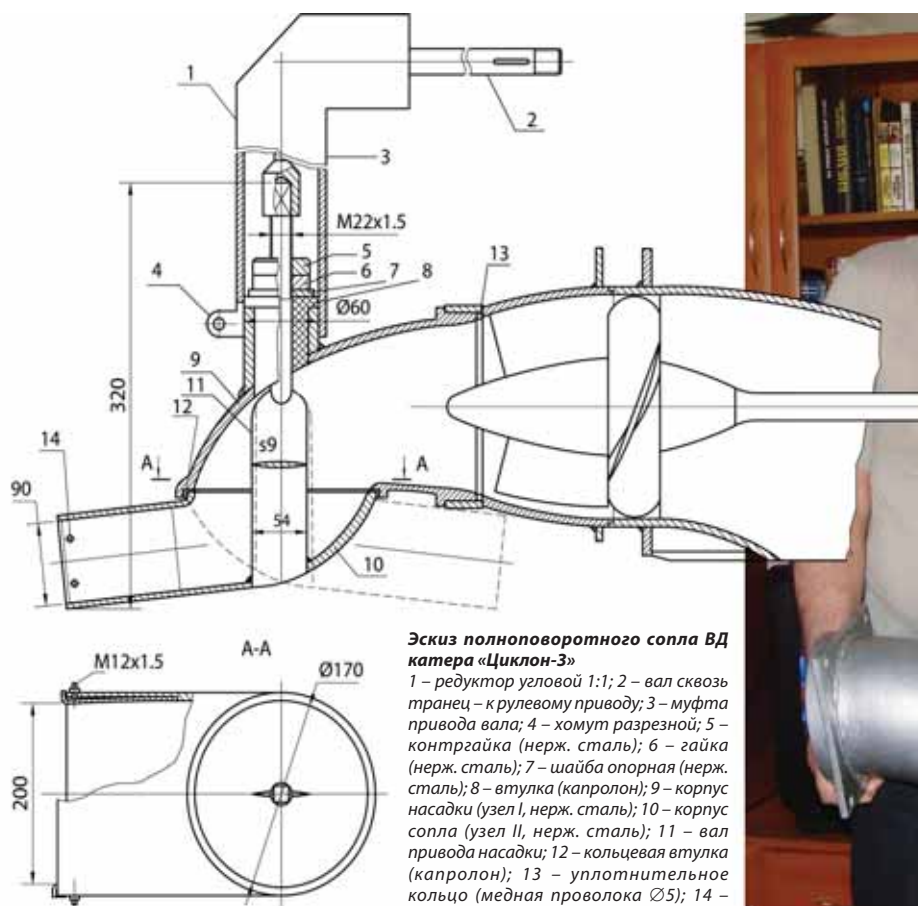 1
2
3
M22x1.5
5
6
7
8
13
4
Ø60
320
9
11
12
s9
14
A
A
90
54
10
A-A
M12x1.5
Ø170
200
Эскиз полноповоротного сопла ВД
катера «Циклон-3»
1 – редуктор угловой 1:1; 2 – вал сквозь
транец – к рулевому приводу; 3 – муфта
привода вала; 4 – хомут разрезной; 5 –
контргайка (нерж. сталь); 6 – гайка
(нерж. сталь); 7 – шайба опорная (нерж.
сталь); 8 – втулка (капролон); 9 – корпус
насадки (узел I, нерж. сталь); 10 – корпус
сопла (узел II, нерж. сталь); 11 – вал
привода насадки; 12 – кольцевая втулка
(капролон); 13 – уплотнительное
кольцо (медная проволока ∅5); 14 –